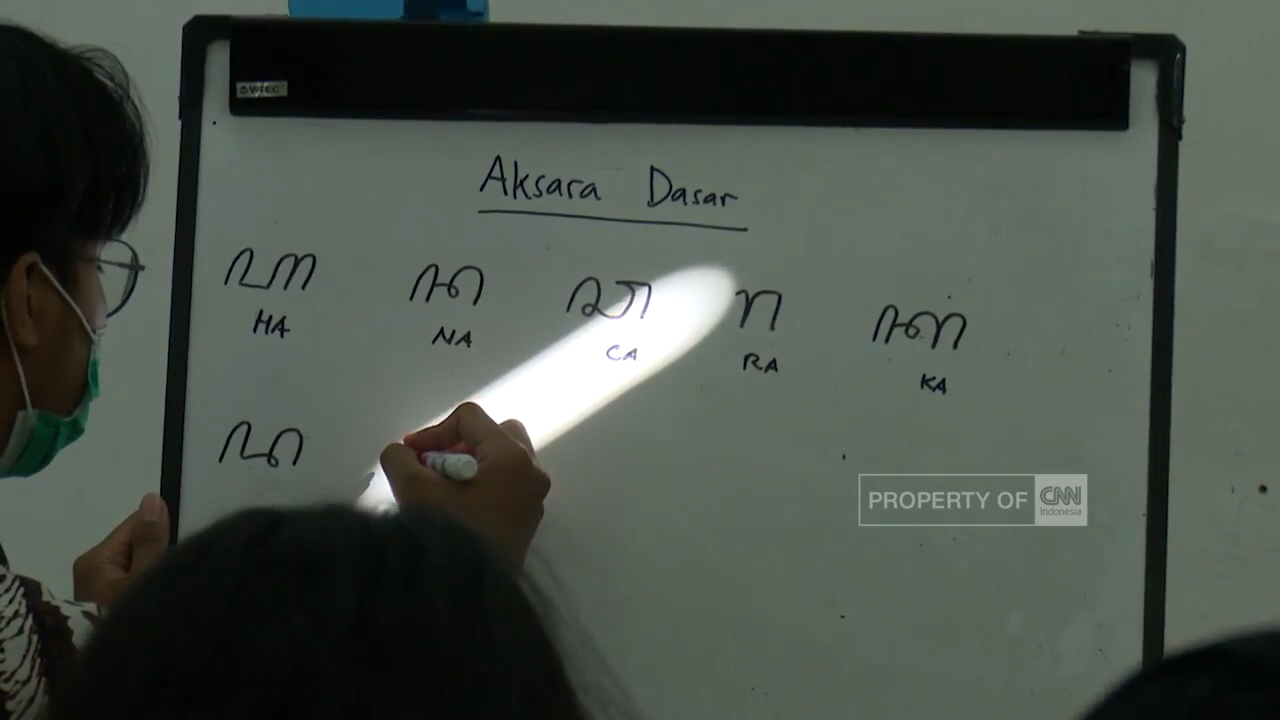 Aksara Dasar
ꦲ ꦤ ꦕ ꦫ ꦏ
HA NA CA RA KA
ꦢ
PROPERTY OF CNN Indonesia